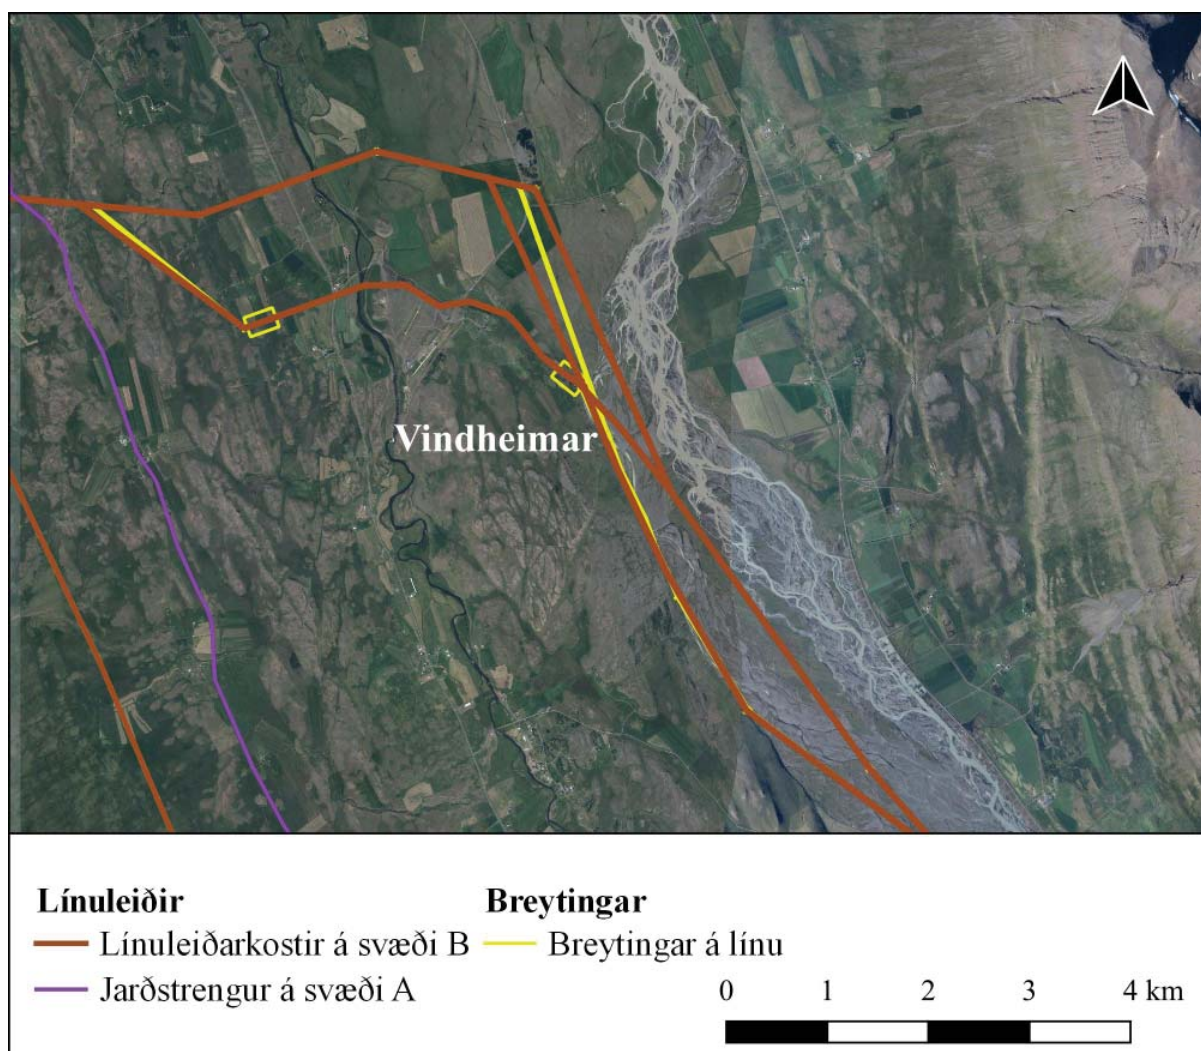 Vindheimar
Línuleiðir
Línuleiðarkostir á svæði B
Jarðstrengur á svæði A
Breytingar
Breytingar á línu
0 1 2 3 4 km